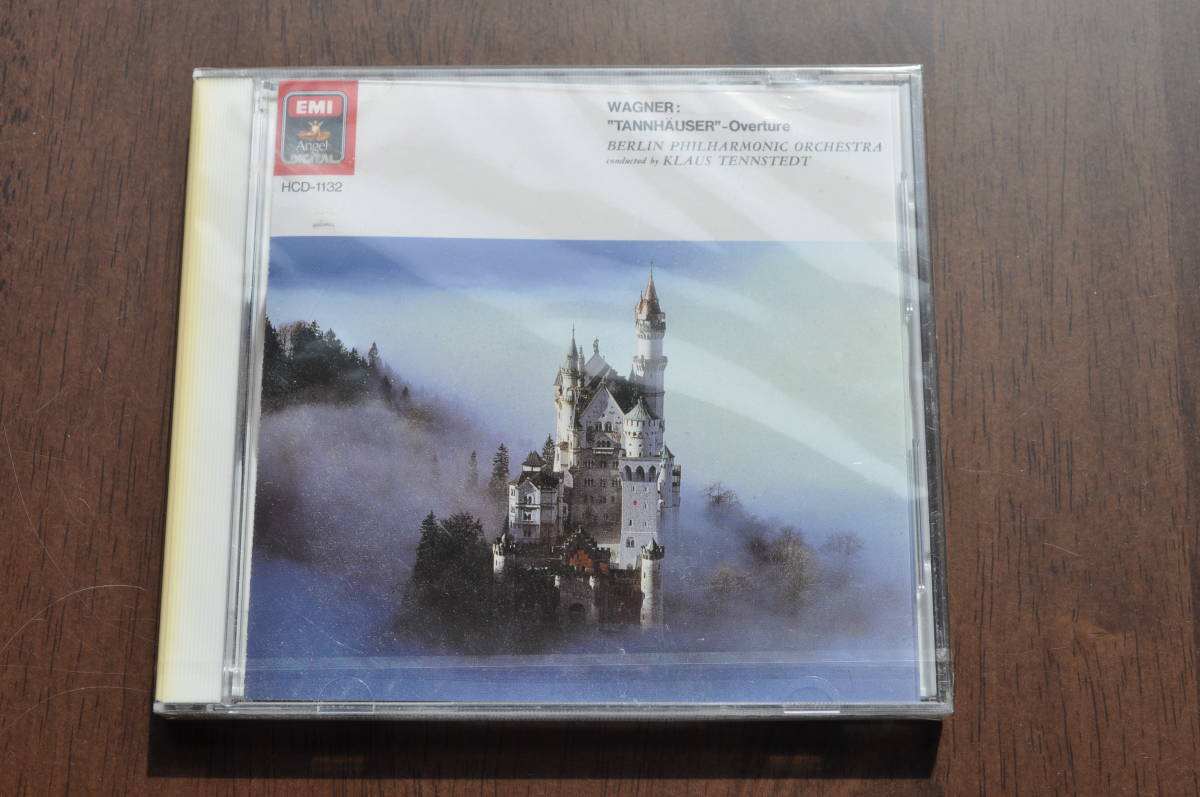 EMI
Angel
DIGITAL
HCD-1132
WAGNER:
"TANNHÄUSER"-Overture
BERLIN PHILHARMONIC ORCHESTRA
conducted by KLAUS TENNSTEDT